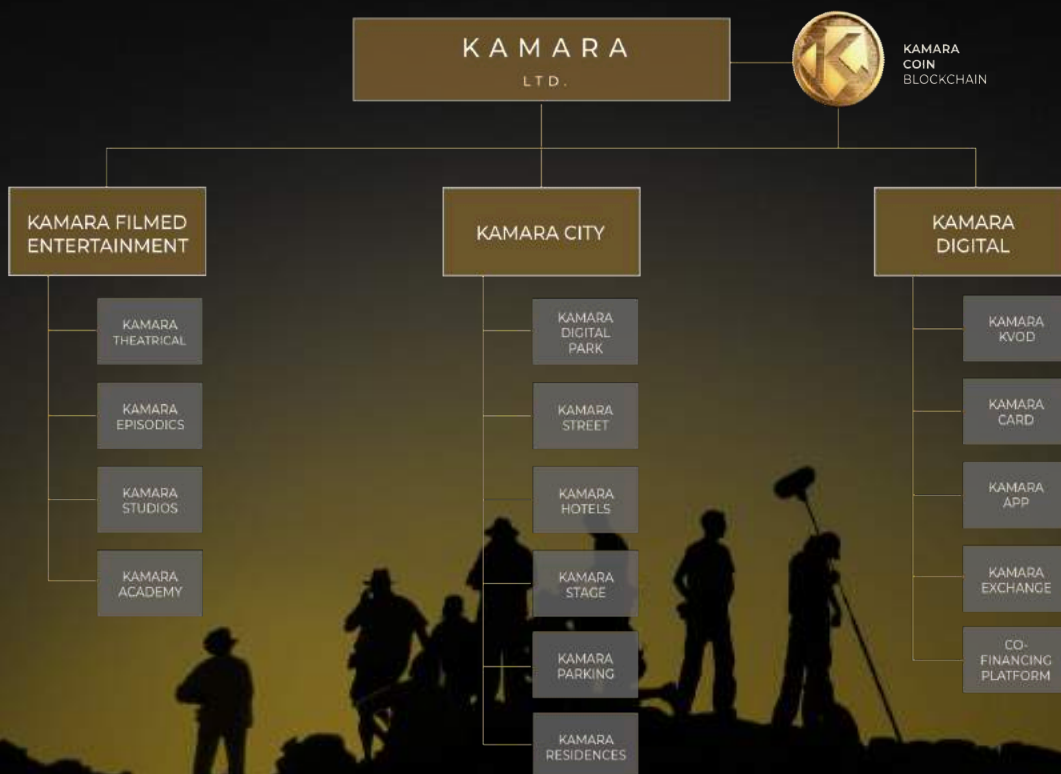 KAMARA
LTD.
KAMARA
COIN
BLOCKCHAIN
KAMARA FILMED
ENTERTAINMENT
KAMARA
THEATRICAL
KAMARA
EPISODICS
KAMARA
STUDIOS
KAMARA
ACADEMY
KAMARA CITY
KAMARA
DIGITAL
PARK
KAMARA
STREET
KAMARA
HOTELS
KAMARA
STAGE
KAMARA
PARKING
KAMARA
RESIDENCES
KAMARA
DIGITAL
KAMARA
KVOD
KAMARA
CARD
KAMARA
APP
KAMARA
EXCHANGE
CO-
FINANCING
PLATFORM